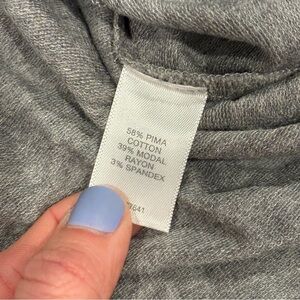 58% PIMA
COTTON
39% MODAL
RAYON
3% SPANDEX